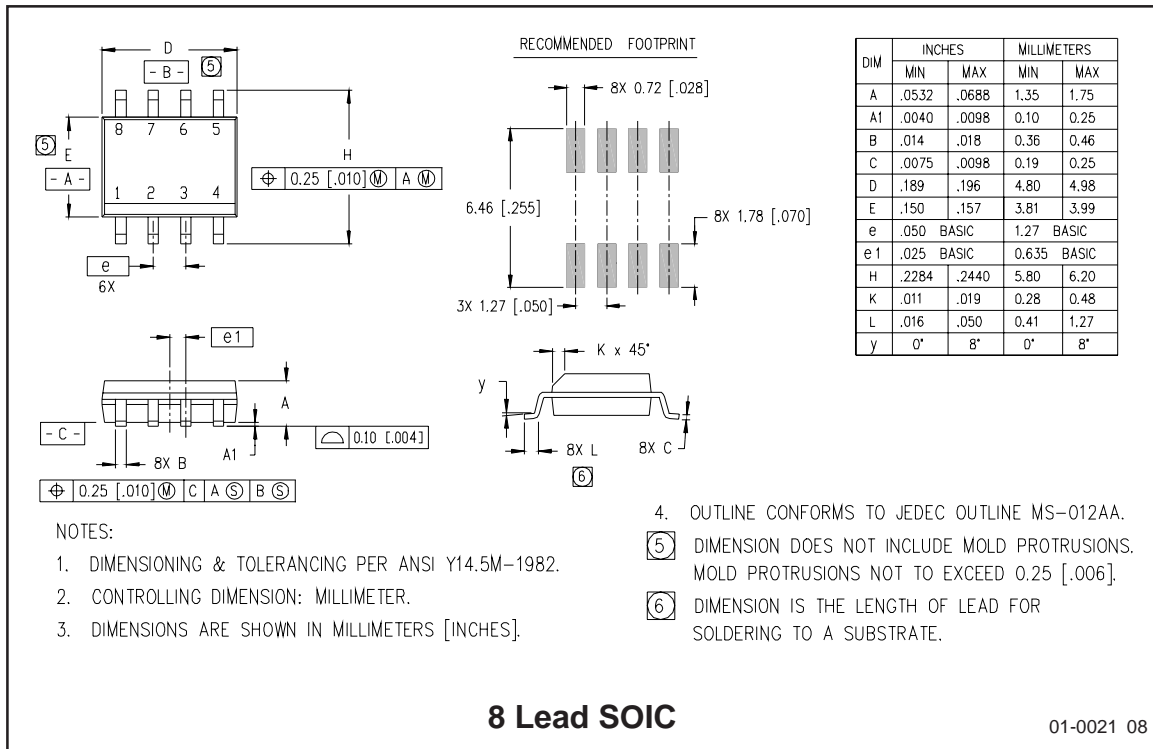 D
- B -
5
8 7 6 5
5
E
- A -
1 2 3 4
H
⌖ 0.25 [.010] Ⓜ A Ⓜ
e
6X
RECOMMENDED FOOTPRINT
8X 0.72 [.028]
6.46 [.255]
8X 1.78 [.070]
3X 1.27 [.050]
DIM INCHES MILLIMETERS
MIN MAX MIN MAX
A .0532 .0688 1.35 1.75
A1 .0040 .0098 0.10 0.25
B .014 .018 0.36 0.46
C .0075 .0098 0.19 0.25
D .189 .196 4.80 4.98
E .150 .157 3.81 3.99
e .050 BASIC 1.27 BASIC
e1 .025 BASIC 0.635 BASIC
H .2284 .2440 5.80 6.20
K .011 .019 0.28 0.48
L .016 .050 0.41 1.27
y 0° 8° 0° 8°
e1
A
- C -
A1
8X B
⌓ 0.10 [.004]
⌖ 0.25 [.010] Ⓜ C A Ⓢ B Ⓢ
K x 45°
y
8X L
6
8X C
NOTES:
1. DIMENSIONING & TOLERANCING PER ANSI Y14.5M-1982.
2. CONTROLLING DIMENSION: MILLIMETER.
3. DIMENSIONS ARE SHOWN IN MILLIMETERS [INCHES].
4. OUTLINE CONFORMS TO JEDEC OUTLINE MS-012AA.
5 DIMENSION DOES NOT INCLUDE MOLD PROTRUSIONS.
MOLD PROTRUSIONS NOT TO EXCEED 0.25 [.006].
6 DIMENSION IS THE LENGTH OF LEAD FOR
SOLDERING TO A SUBSTRATE.
8 Lead SOIC
01-0021 08